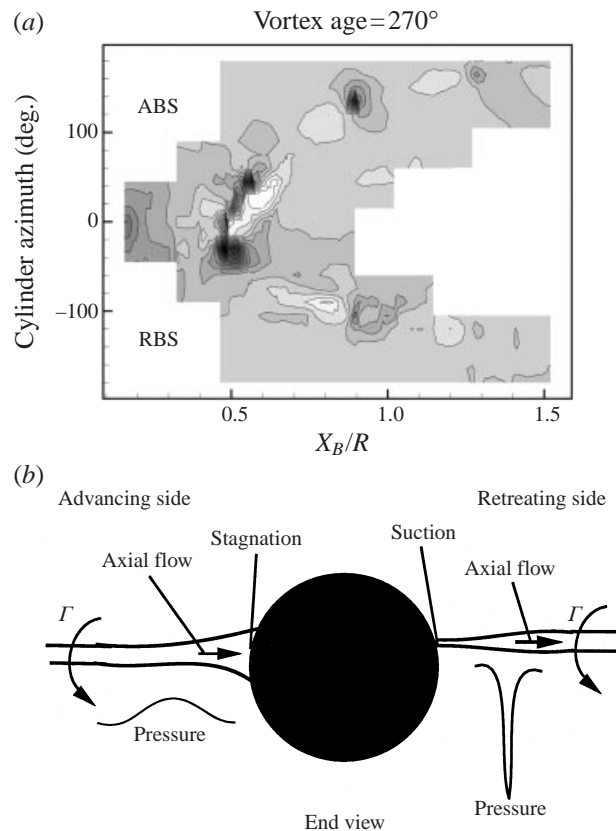 (a)
Vortex age=270°
ABS
100
Cylinder azimuth (deg.)
0
–100
RBS
0.5
1.0
1.5
X_B/R
(b)
Advancing side
Retreating side
Stagnation
Suction
Axial flow
Axial flow
Γ
Γ
Pressure
Pressure
End view